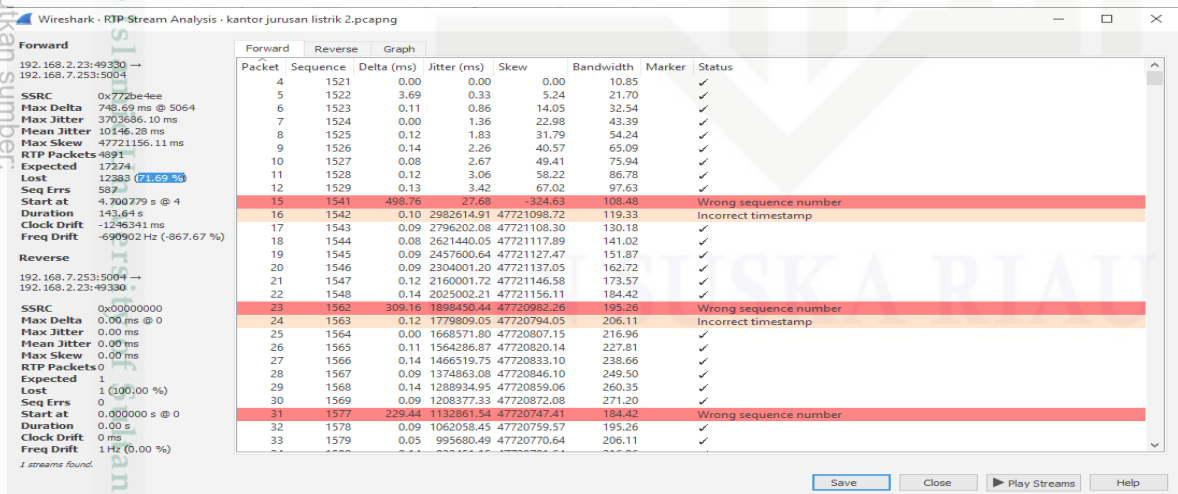 Wireshark · RTP Stream Analysis · kantor jurusan listrik 2.pcapng
Forward
192.168.2.23:49330 →
192.168.7.253:5004
SSRC 0x772be4ee
Max Delta 748.69 ms @ 5064
Max Jitter 3703686.10 ms
Mean Jitter 10146.28 ms
Max Skew 47721156.11 ms
RTP Packets 4891
Expected 17274
Lost 12383 (71.69 %)
Seq Errs 587
Start at 4.700779 s @ 4
Duration 143.64 s
Clock Drift -1246341 ms
Freq Drift -690902 Hz (-867.67 %)
Reverse
192.168.7.253:5004 →
192.168.2.23:49330
SSRC 0x00000000
Max Delta 0.00 ms @ 0
Max Jitter 0.00 ms
Mean Jitter 0.00 ms
Max Skew 0.00 ms
RTP Packets 0
Expected 1
Lost 1 (100.00 %)
Seq Errs 0
Start at 0.000000 s @ 0
Duration 0.00 s
Clock Drift 0 ms
Freq Drift 1 Hz (0.00 %)
1 streams found.
Forward Reverse Graph
Packet Sequence Delta (ms) Jitter (ms) Skew Bandwidth Marker Status
4 1521 0.00 0.00 0.00 10.85 ✓
5 1522 3.69 0.33 5.24 21.70 ✓
6 1523 0.11 0.86 14.05 32.54 ✓
7 1524 0.00 1.36 22.98 43.39 ✓
8 1525 0.12 1.83 31.79 54.24 ✓
9 1526 0.14 2.26 40.57 65.09 ✓
10 1527 0.08 2.67 49.41 75.94 ✓
11 1528 0.12 3.06 58.22 86.78 ✓
12 1529 0.13 3.42 67.02 97.63 ✓
15 1541 498.76 27.68 -324.63 108.48 Wrong sequence number
16 1542 0.10 2982614.91 47721098.72 119.33 Incorrect timestamp
17 1543 0.09 2796202.08 47721108.30 130.18 ✓
18 1544 0.08 2621440.05 47721117.89 141.02 ✓
19 1545 0.09 2457600.64 47721127.47 151.87 ✓
20 1546 0.09 2304001.20 47721137.05 162.72 ✓
21 1547 0.12 2160001.72 47721146.58 173.57 ✓
22 1548 0.14 2025002.21 47721156.11 184.42 ✓
23 1562 309.16 1898450.44 47720982.26 195.26 Wrong sequence number
24 1563 0.12 1779809.05 47720794.05 206.11 Incorrect timestamp
25 1564 0.00 1668571.80 47720807.15 216.96 ✓
26 1565 0.11 1564286.87 47720820.14 227.81 ✓
27 1566 0.14 1466519.75 47720833.10 238.66 ✓
28 1567 0.09 1374863.08 47720846.10 249.50 ✓
29 1568 0.14 1288934.95 47720859.06 260.35 ✓
30 1569 0.09 1208377.33 47720872.08 271.20 ✓
31 1577 229.44 1132861.54 47720747.41 184.42 Wrong sequence number
32 1578 0.09 1062058.45 47720759.57 195.26 ✓
33 1579 0.05 995680.49 47720770.64 206.11 ✓
Save Close Play Streams Help
SUSKA RIAU